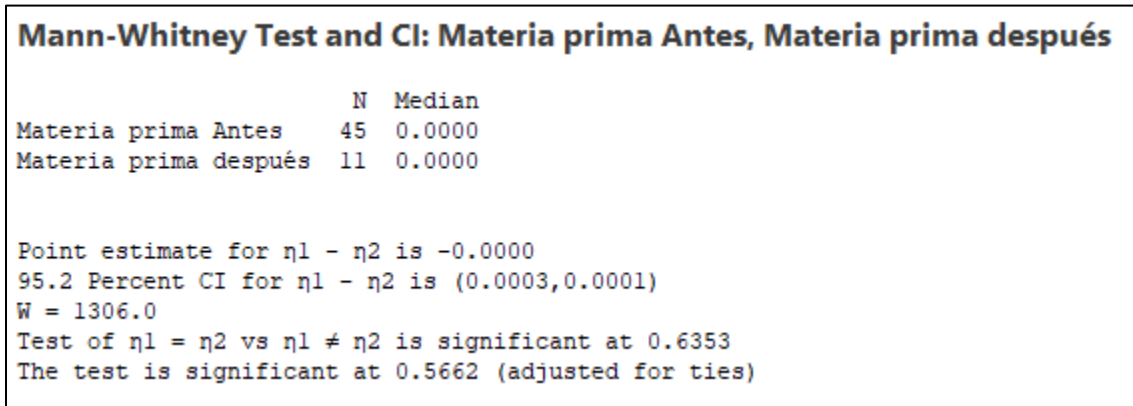 Mann-Whitney Test and CI: Materia prima Antes, Materia prima después
N Median
Materia prima Antes 45 0.0000
Materia prima después 11 0.0000
Point estimate for η1 - η2 is -0.0000
95.2 Percent CI for η1 - η2 is (0.0003,0.0001)
W = 1306.0
Test of η1 = η2 vs η1 ≠ η2 is significant at 0.6353
The test is significant at 0.5662 (adjusted for ties)